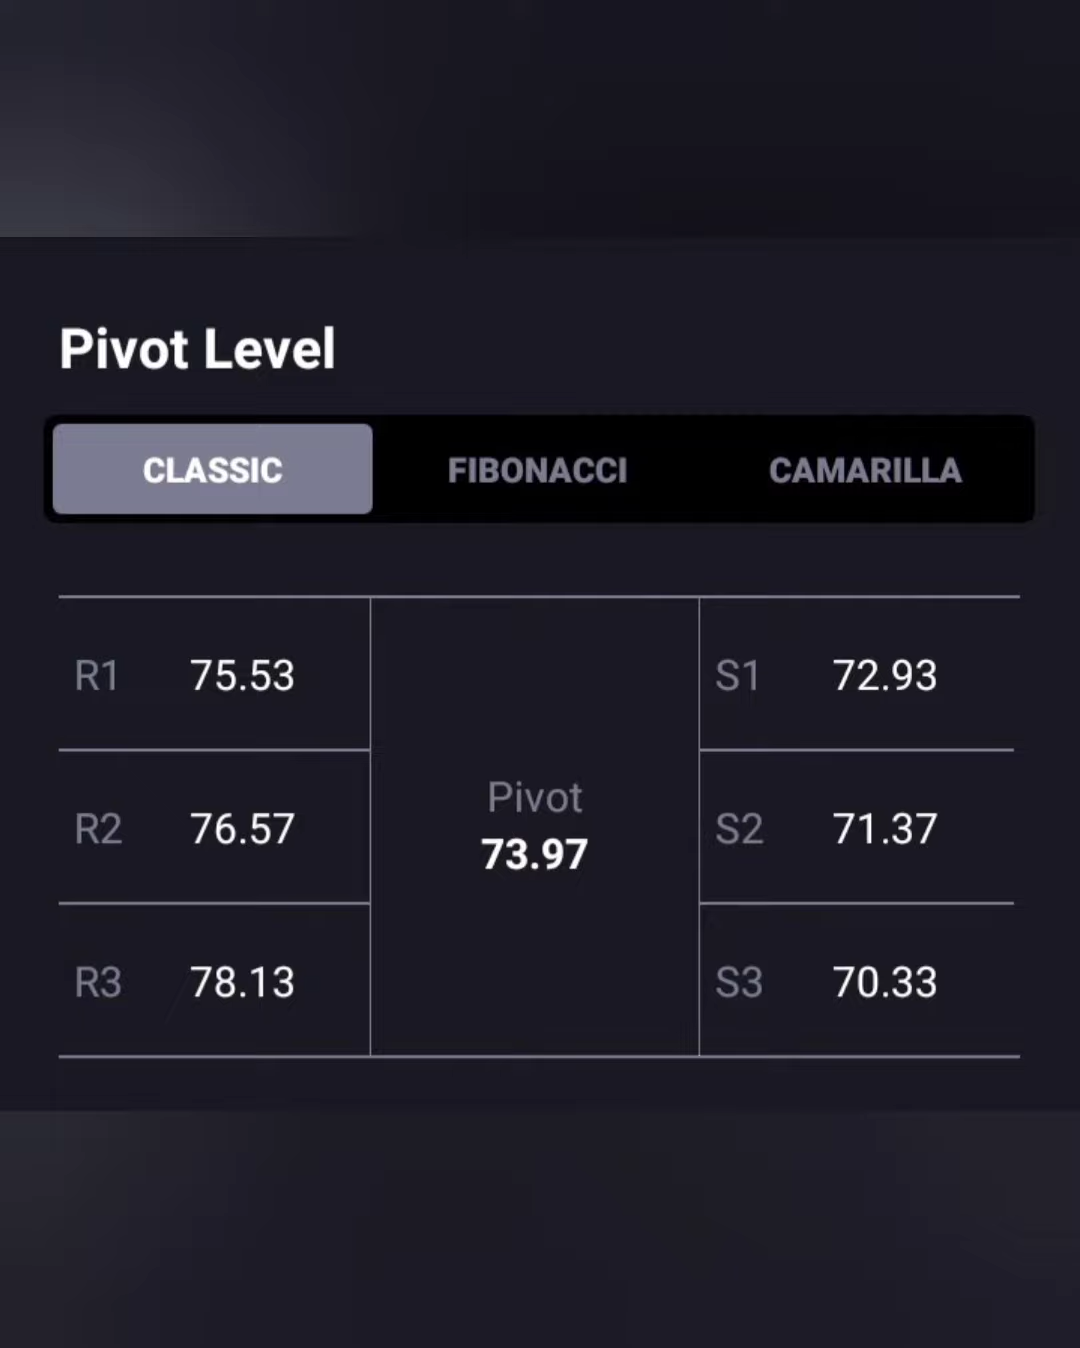 Pivot Level
CLASSIC FIBONACCI CAMARILLA
R1 75.53 S1 72.93
R2 76.57 Pivot 73.97 S2 71.37
R3 78.13 S3 70.33